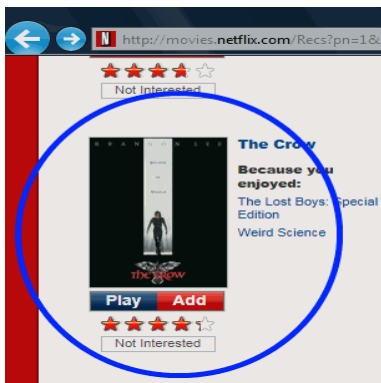 N http://movies.netflix.com/Recs?pn=1&
Not Interested
BRANDON LEE
The Crow
Because you
enjoyed:
The Lost Boys: Special
Edition
Weird Science
THE CROW
Play Add
Not Interested